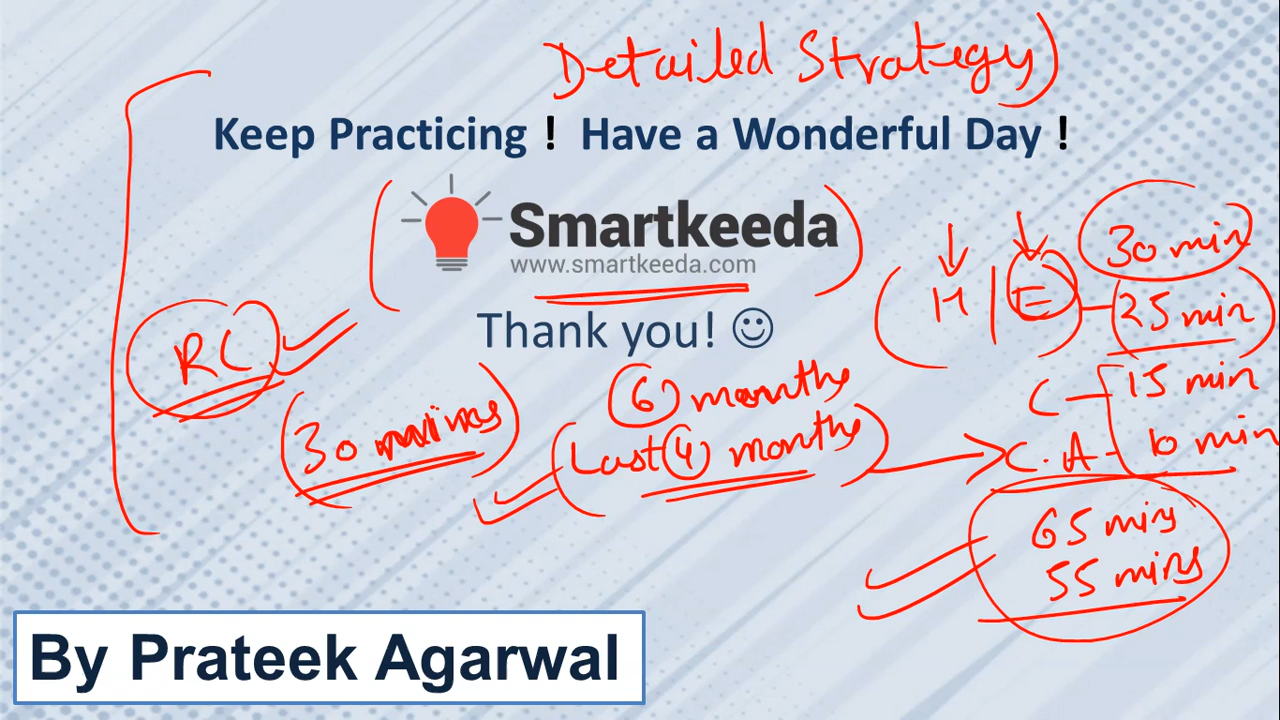 Detailed Strategy)
Keep Practicing ! Have a Wonderful Day !
Smartkeeda
www.smartkeeda.com
Thank you!
30 min
(H | E) - (25 min)
C - 15 min
C.A - 10 min
65 mins
55 mins
RC
(30
6 months
(Last 4 months)
By Prateek Agarwal